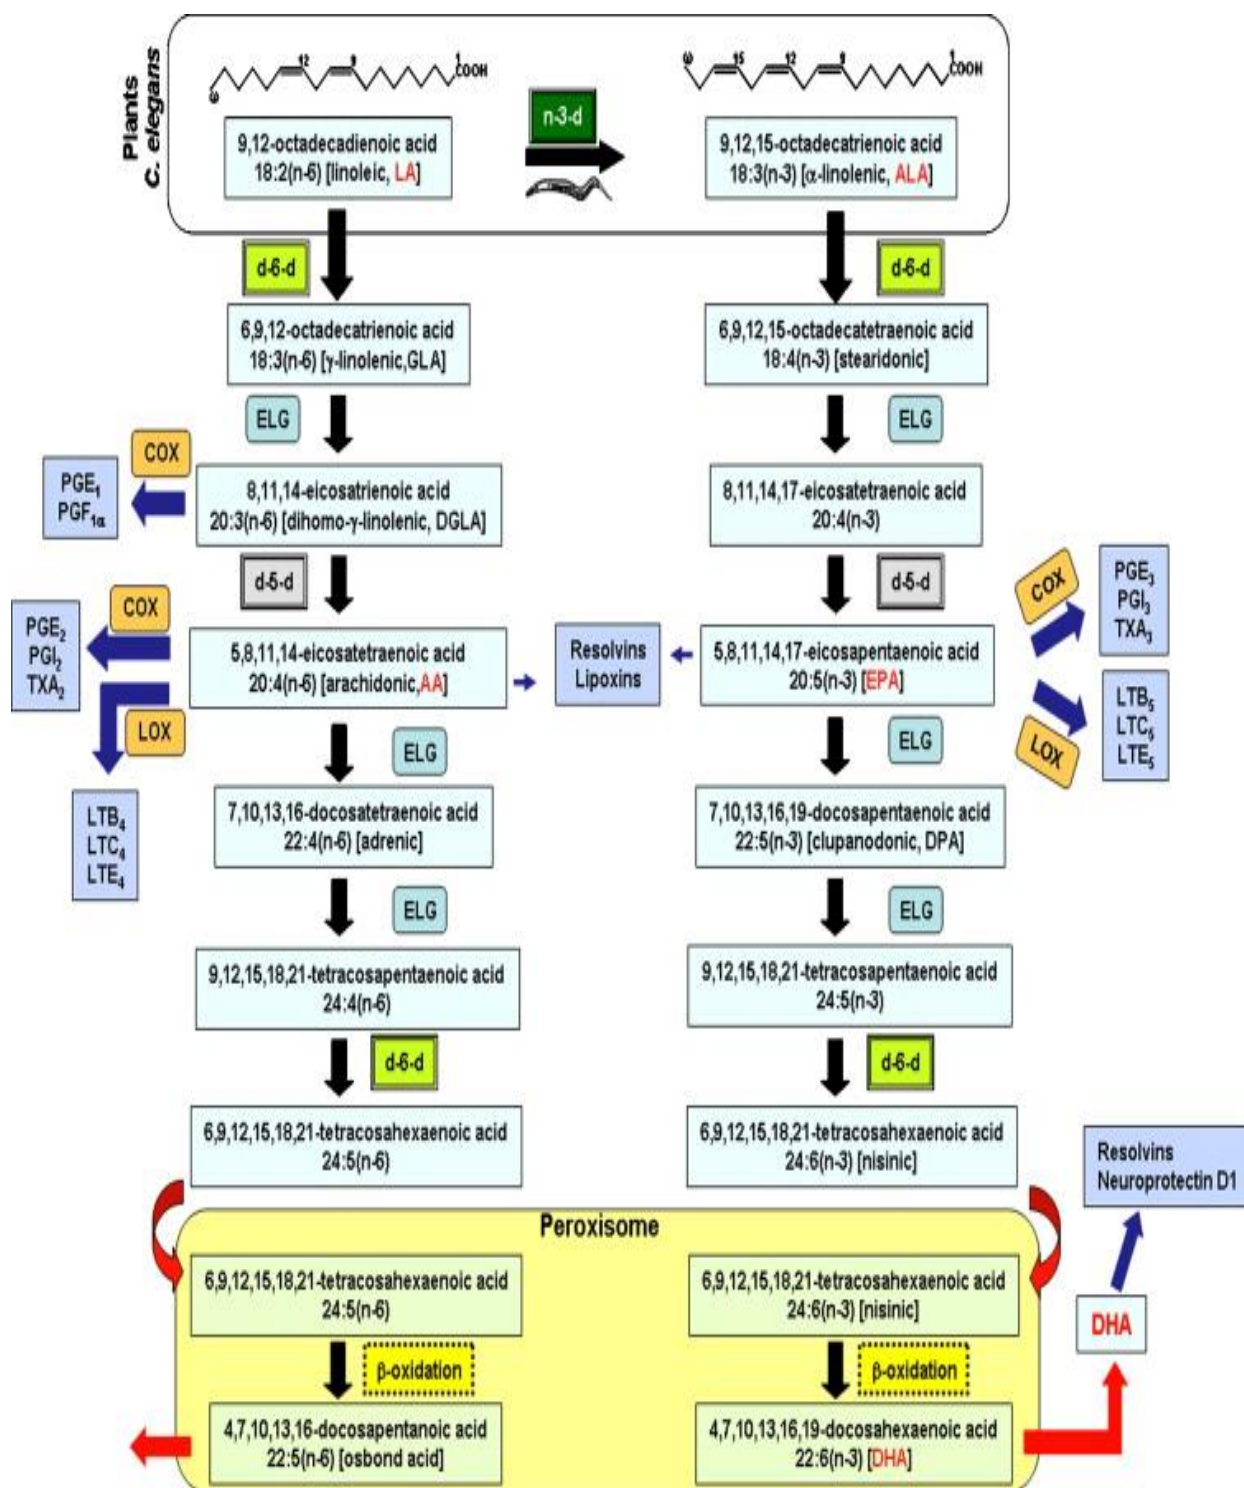 Plants
C. elegans
ω
12
9
1
COOH
ω
15
12
9
1
COOH
n-3-d
9,12-octadecadienoic acid
18:2(n-6) [linoleic, LA]
9,12,15-octadecatrienoic acid
18:3(n-3) [α-linolenic, ALA]
d-6-d
d-6-d
6,9,12-octadecatrienoic acid
18:3(n-6) [γ-linolenic,GLA]
6,9,12,15-octadecatetraenoic acid
18:4(n-3) [stearidonic]
ELG
ELG
COX
PGE1
PGF1α
8,11,14-eicosatrienoic acid
20:3(n-6) [dihomo-γ-linolenic, DGLA]
8,11,14,17-eicosatetraenoic acid
20:4(n-3)
d-5-d
d-5-d
COX
PGE3
PGI3
TXA3
COX
PGE2
PGI2
TXA2
5,8,11,14-eicosatetraenoic acid
20:4(n-6) [arachidonic,AA]
Resolvins
Lipoxins
5,8,11,14,17-eicosapentaenoic acid
20:5(n-3) [EPA]
LOX
LTB5
LTC5
LTE5
LOX
ELG
ELG
LTB4
LTC4
LTE4
7,10,13,16-docosatetraenoic acid
22:4(n-6) [adrenic]
7,10,13,16,19-docosapentaenoic acid
22:5(n-3) [clupanodonic, DPA]
ELG
ELG
9,12,15,18,21-tetracosapentaenoic acid
24:4(n-6)
9,12,15,18,21-tetracosapentaenoic acid
24:5(n-3)
d-6-d
d-6-d
6,9,12,15,18,21-tetracosahexaenoic acid
24:5(n-6)
6,9,12,15,18,21-tetracosahexaenoic acid
24:6(n-3) [nisinic]
Resolvins
Neuroprotectin D1
Peroxisome
6,9,12,15,18,21-tetracosahexaenoic acid
24:5(n-6)
6,9,12,15,18,21-tetracosahexaenoic acid
24:6(n-3) [nisinic]
DHA
β-oxidation
β-oxidation
4,7,10,13,16-docosapentanoic acid
22:5(n-6) [osbond acid]
4,7,10,13,16,19-docosahexaenoic acid
22:6(n-3) [DHA]